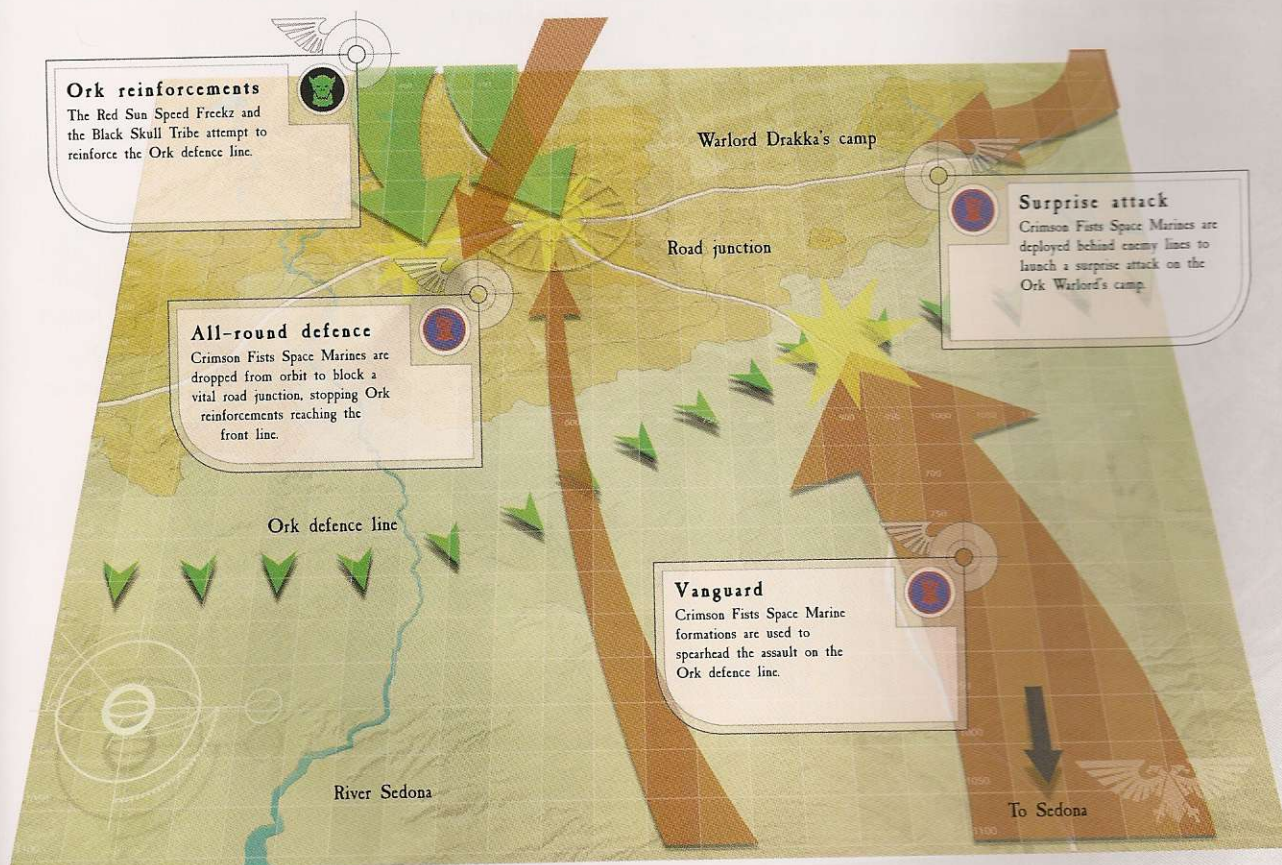 Ork reinforcements
The Red Sun Speed Freekz and
the Black Skull Tribe attempt to
reinforce the Ork defence line.
Warlord Drakka's camp
Surprise attack
Crimson Fists Space Marines are
deployed behind enemy lines to
launch a surprise attack on the
Ork Warlord's camp.
Road junction
All-round defence
Crimson Fists Space Marines are
dropped from orbit to block a
vital road junction, stopping Ork
reinforcements reaching the
front line.
Ork defence line
Vanguard
Crimson Fists Space Marine
formations are used to
spearhead the assault on the
Ork defence line.
River Sedona
To Sedona
700
750
1050
1100